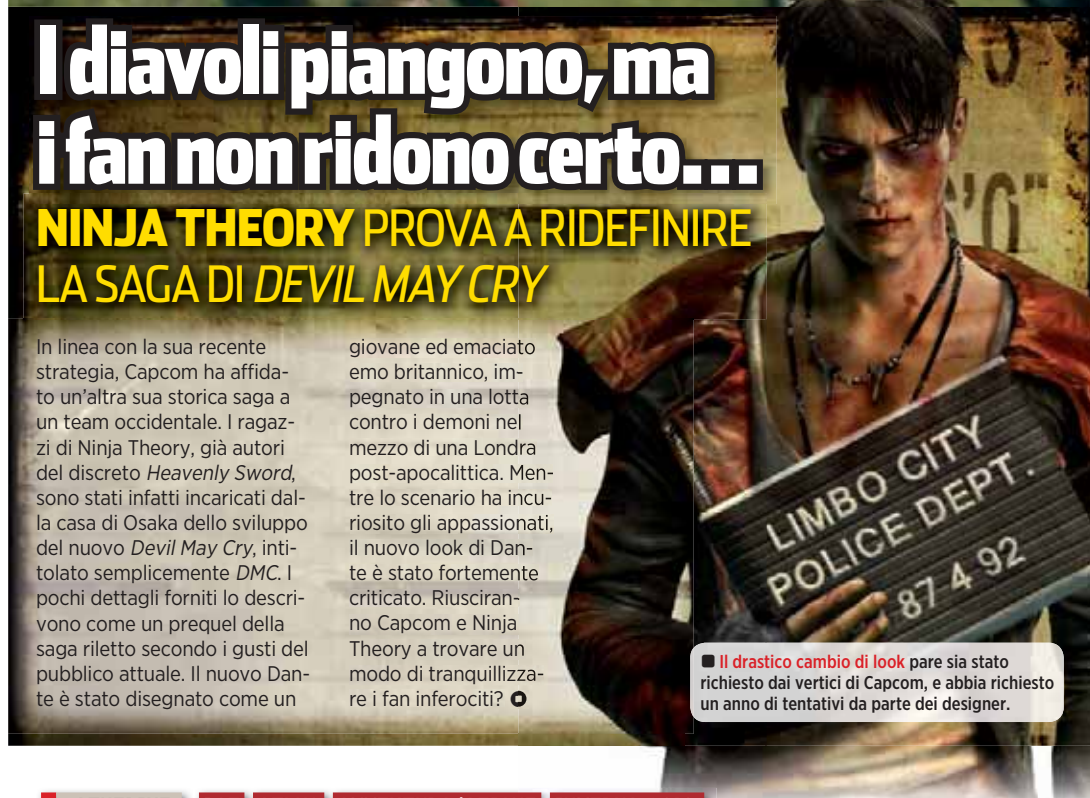 I diavoli piangono, ma
i fan non ridono certo...
NINJA THEORY PROVA A RIDEFINIRE
LA SAGA DI DEVIL MAY CRY
In linea con la sua recente
strategia, Capcom ha affida-
to un'altra sua storica saga a
un team occidentale. I ragaz-
zi di Ninja Theory, già autori
del discreto Heavenly Sword,
sono stati infatti incaricati dal-
la casa di Osaka dello sviluppo
del nuovo Devil May Cry, inti-
tolato semplicemente DMC. I
pochi dettagli forniti lo descri-
vono come un prequel della
saga riletto secondo i gusti del
pubblico attuale. Il nuovo Dan-
te è stato disegnato come un
giovane ed emaciato
emo britannico, im-
pegnato in una lotta
contro i demoni nel
mezzo di una Londra
post-apocalittica. Men-
tre lo scenario ha incu-
riosito gli appassionati,
il nuovo look di Dan-
te è stato fortemente
criticato. Riusciran-
no Capcom e Ninja
Theory a trovare un
modo di tranquillizza-
re i fan inferociti?
LIMBO CITY
POLICE DEPT.
87 4 92
Il drastico cambio di look pare sia stato
richiesto dai vertici di Capcom, e abbia richiesto
un anno di tentativi da parte dei designer.